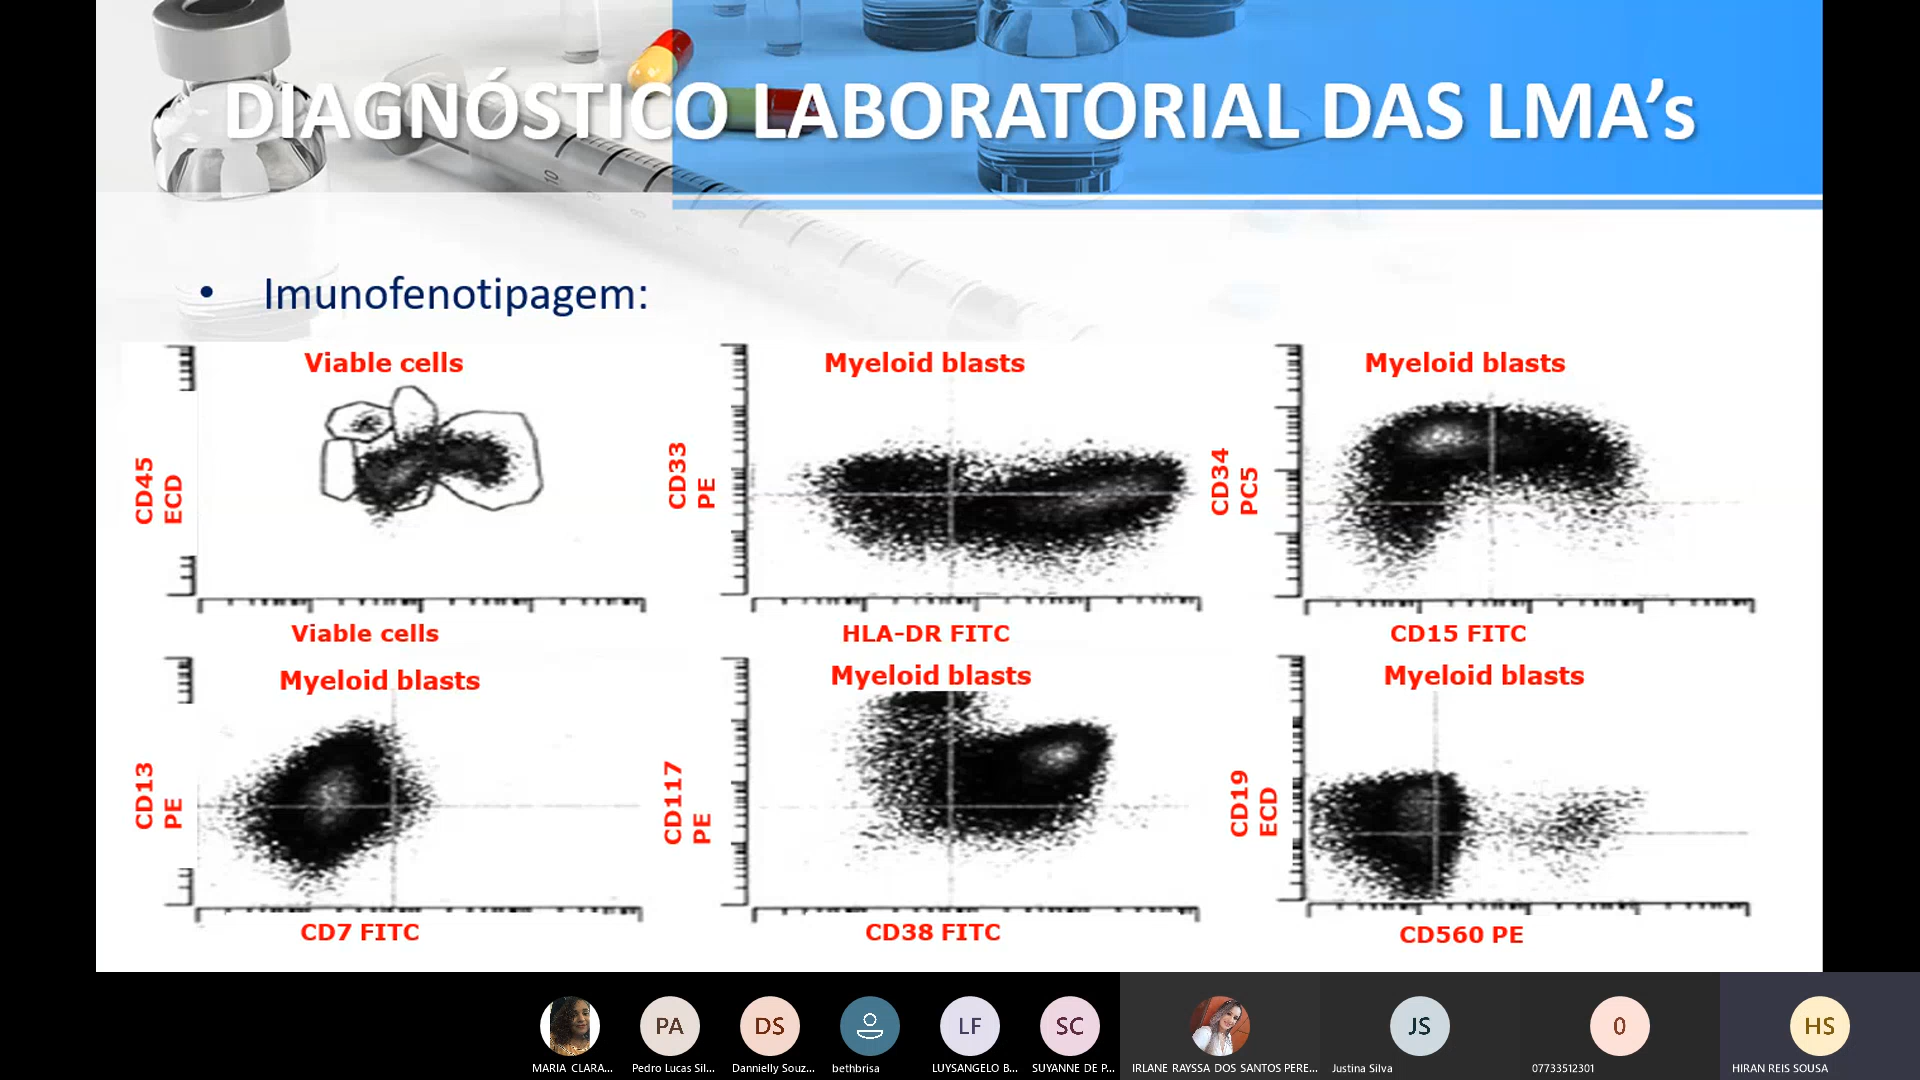 DIAGNÓSTICO LABORATORIAL DAS LMA's
• Imunofenotipagem:
Viable cells
CD45
ECD
Viable cells
Myeloid blasts
CD33
PE
HLA-DR FITC
Myeloid blasts
CD34
PC5
CD15 FITC
Myeloid blasts
CD13
PE
CD7 FITC
Myeloid blasts
CD117
PE
CD38 FITC
Myeloid blasts
CD19
ECD
CD560 PE
PA
DS
LF
SC
JS
0
HS
MARIA CLARA...
Pedro Lucas Sil...
Dannielly Souz...
bethbrisa
LUYSANGELO B...
SUYANNE DE P...
IRLANE RAYSSA DOS SANTOS PERE...
Justina Silva
07733512301
HIRAN REIS SOUSA